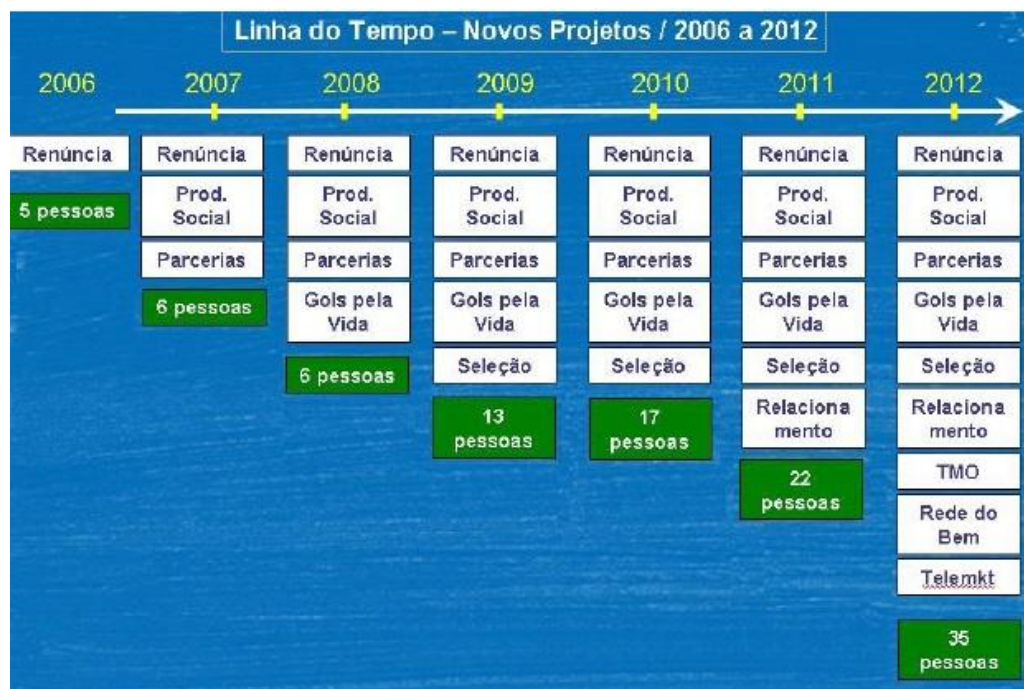 Linha do Tempo – Novos Projetos / 2006 a 2012
2006
2007
2008
2009
2010
2011
2012
Renúncia
5 pessoas
Renúncia
Prod.
Social
Parcerias
6 pessoas
Renúncia
Prod.
Social
Parcerias
Gols pela
Vida
6 pessoas
Renúncia
Prod.
Social
Parcerias
Gols pela
Vida
Seleção
13
pessoas
Renúncia
Prod.
Social
Parcerias
Gols pela
Vida
Seleção
17
pessoas
Renúncia
Prod.
Social
Parcerias
Gols pela
Vida
Seleção
Relaciona
mento
22
pessoas
Renúncia
Prod.
Social
Parcerias
Gols pela
Vida
Seleção
Relaciona
mento
TMO
Rede do
Bem
Telemkt
35
pessoas